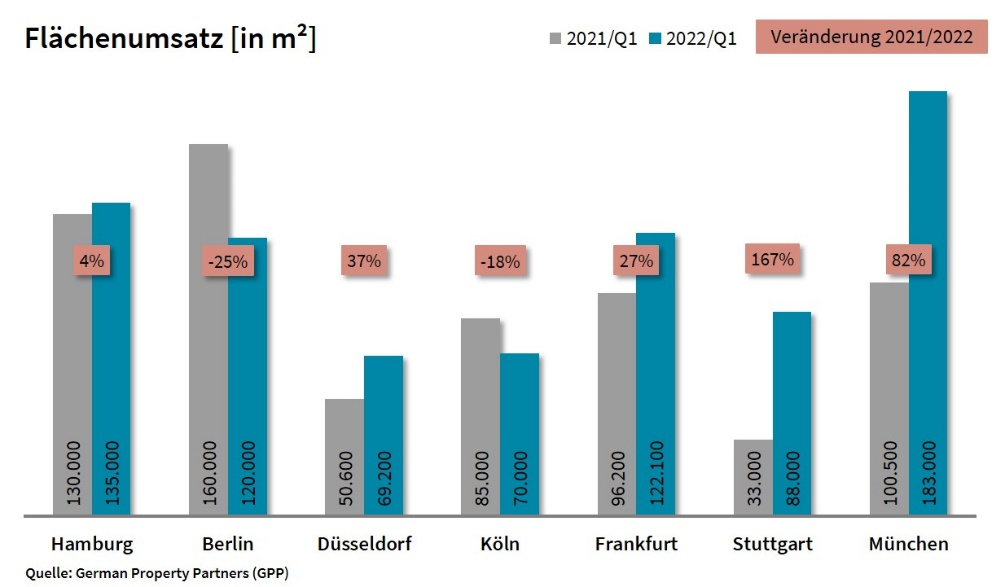 Flächenumsatz [in m²]
2021/Q1 2022/Q1
Veränderung 2021/2022
4% -25% 37% -18% 27% 167% 82%
130.000 135.000 160.000 120.000 50.600 69.200 85.000 70.000 96.200 122.100 33.000 88.000 100.500 183.000
Hamburg Berlin Düsseldorf Köln Frankfurt Stuttgart München
Quelle: German Property Partners (GPP)